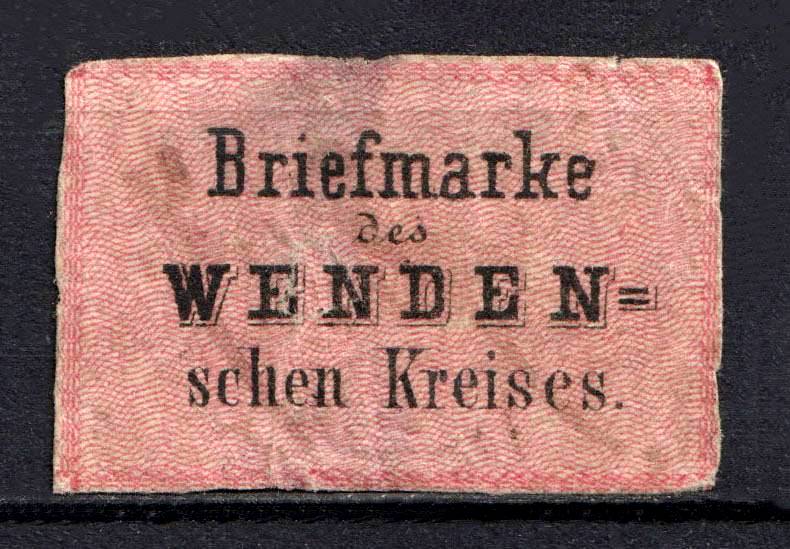 Briefmarke
des
WENDEN=
schen Kreises.